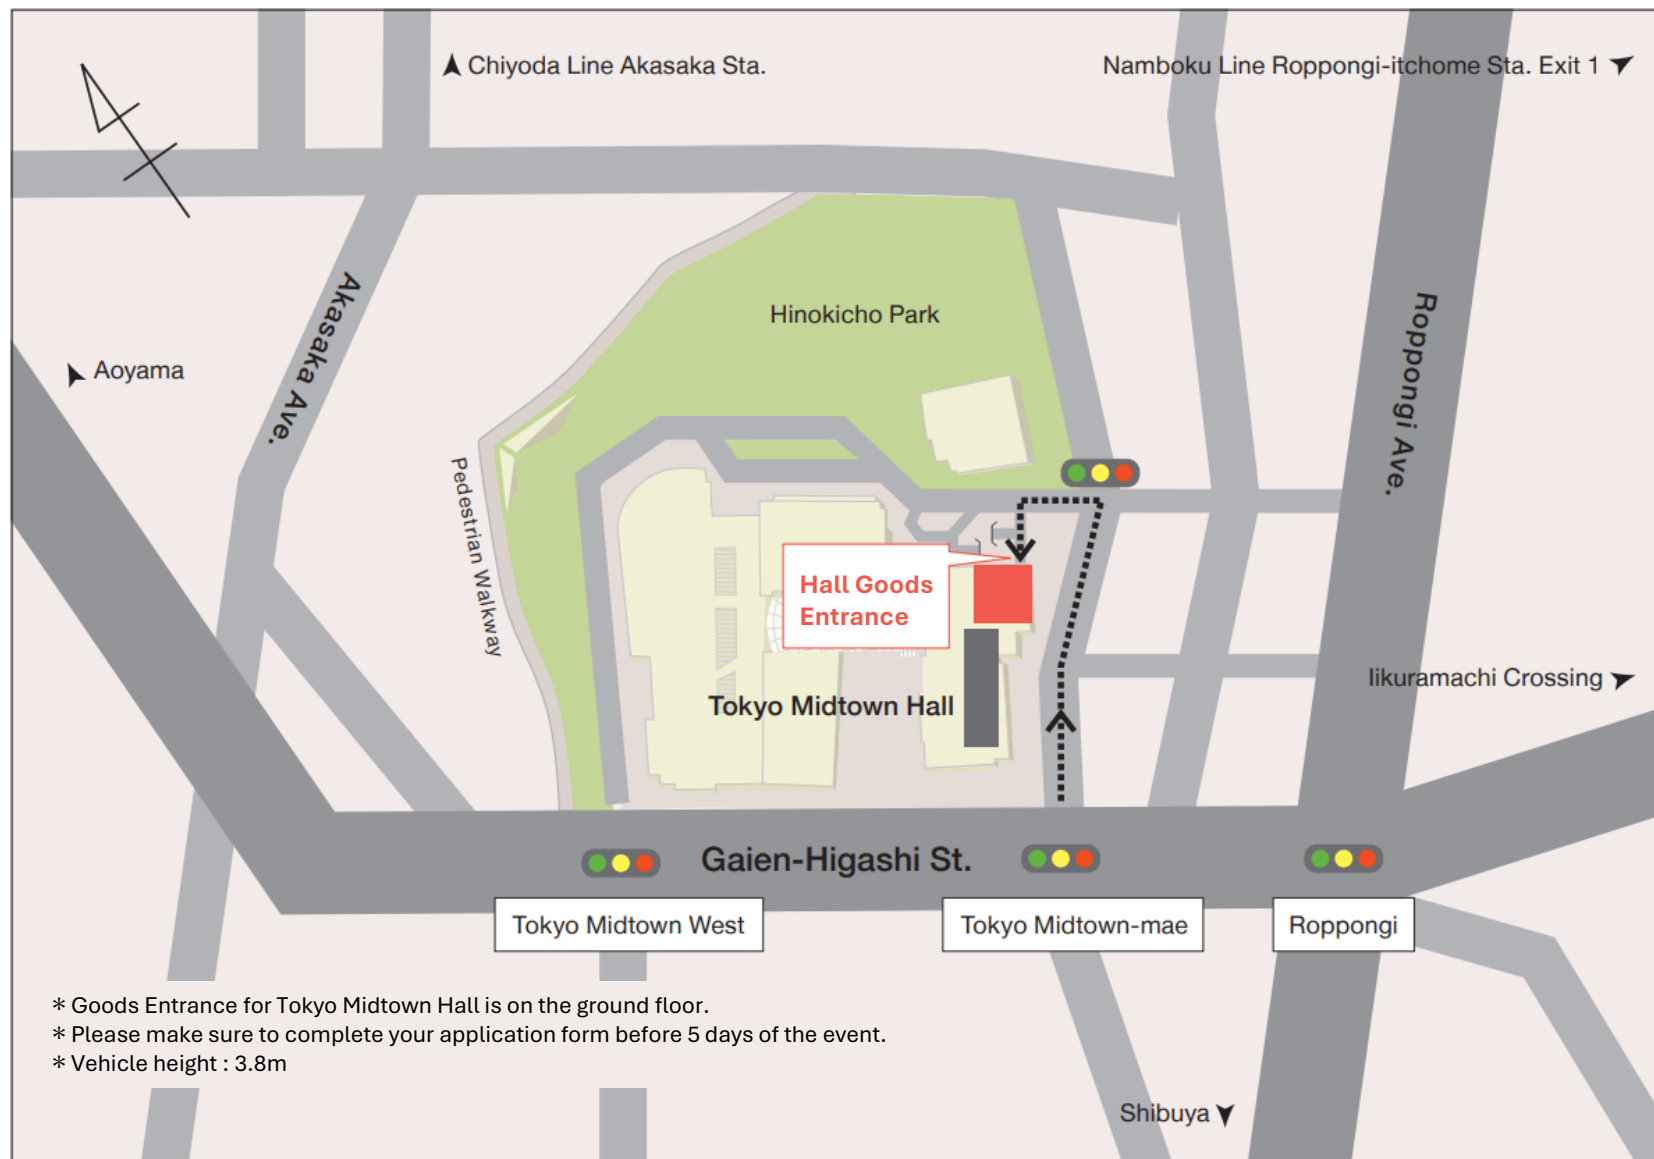 Chiyoda Line Akasaka Sta.
Namboku Line Roppongi-itchome Sta. Exit 1
Hinokicho Park
Akasaka Ave.
Roppongi Ave.
Aoyama
Pedestrian Walkway
Hall Goods
Entrance
Tokyo Midtown Hall
Iikuramachi Crossing
Gaien-Higashi St.
Tokyo Midtown West
Tokyo Midtown-mae
Roppongi
* Goods Entrance for Tokyo Midtown Hall is on the ground floor.
* Please make sure to complete your application form before 5 days of the event.
* Vehicle height : 3.8m
Shibuya